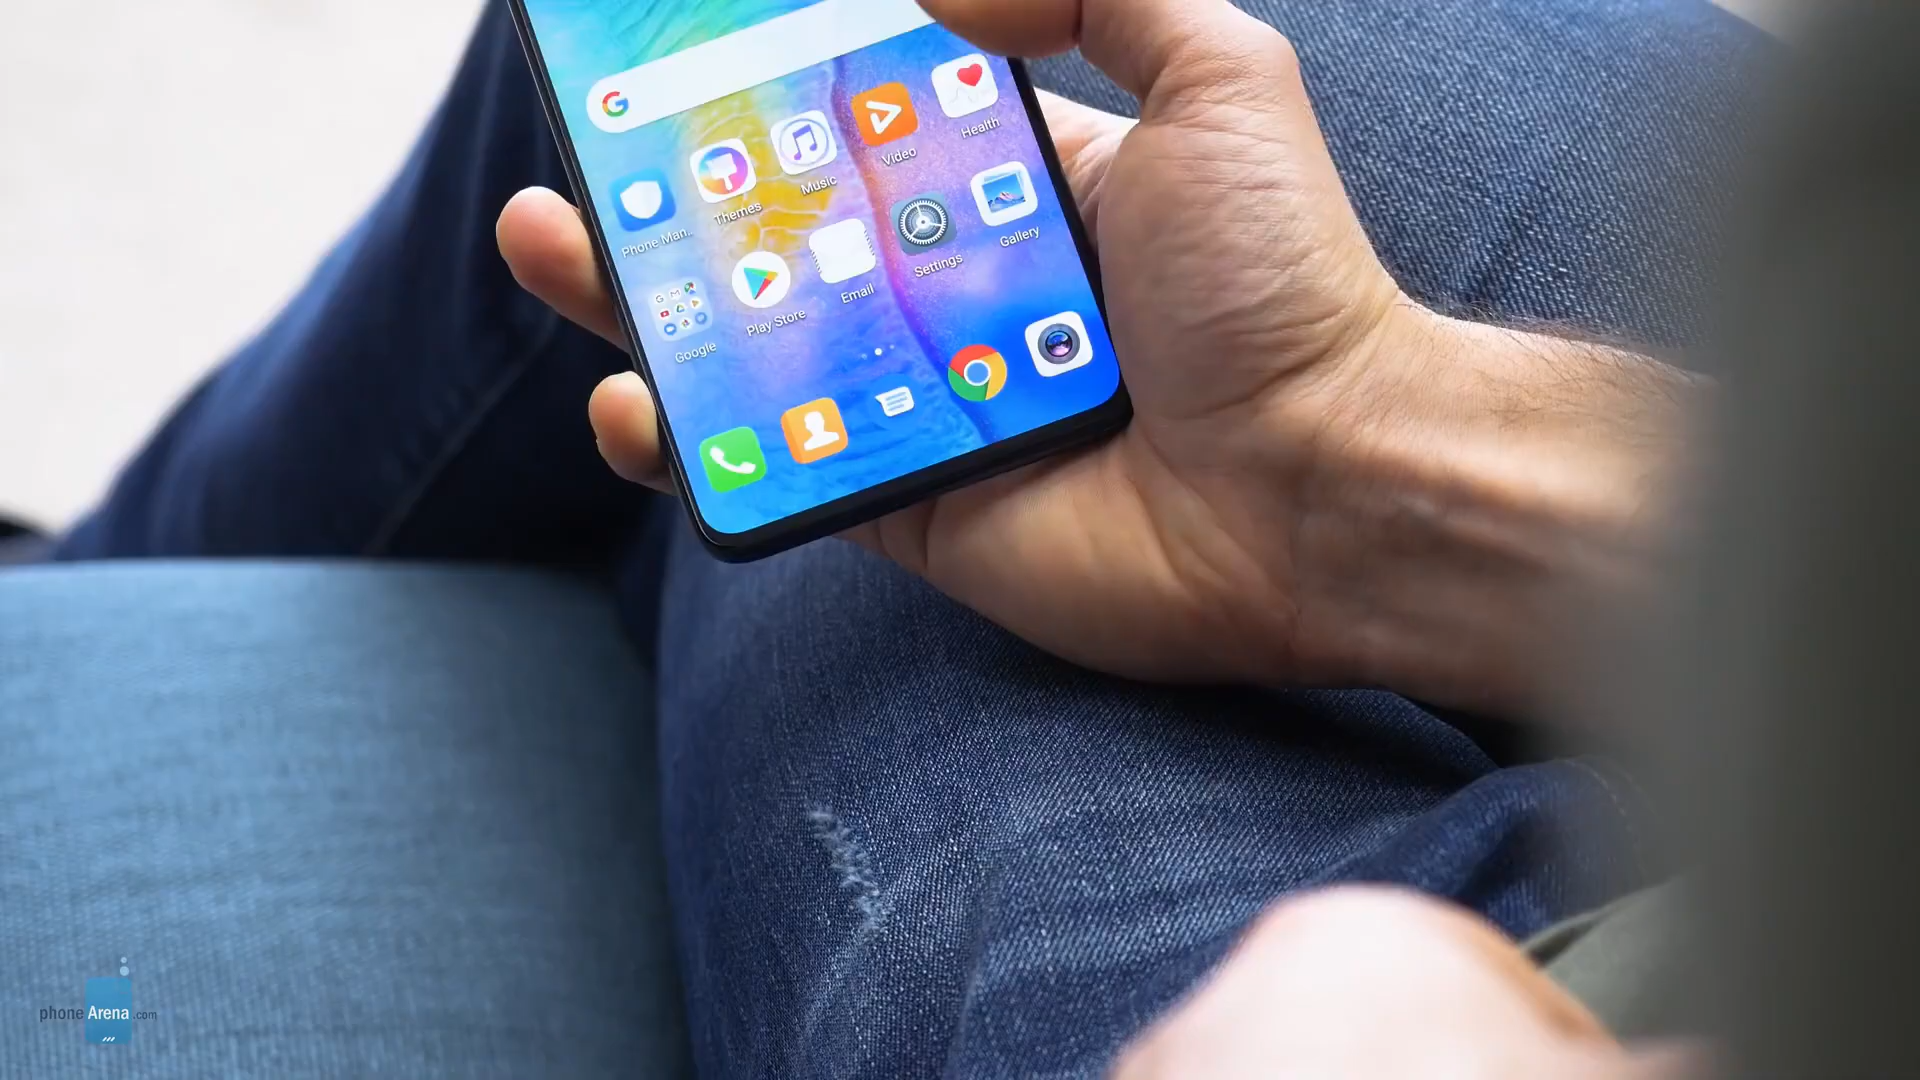 Health
Video
Music
Themes
Phone Man..
Gallery
Settings
Email
Play Store
Google
phoneArena.com